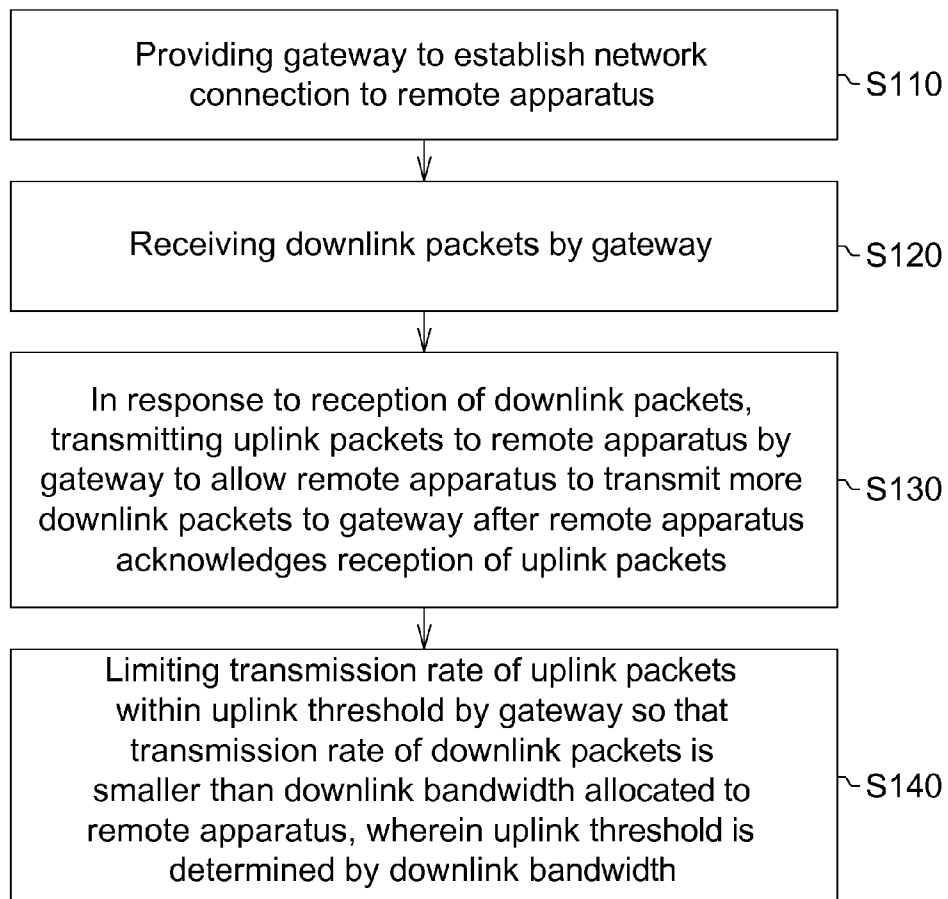 Providing gateway to establish network
connection to remote apparatus
S110
Receiving downlink packets by gateway
S120
In response to reception of downlink packets,
transmitting uplink packets to remote apparatus by
gateway to allow remote apparatus to transmit more
downlink packets to gateway after remote apparatus
acknowledges reception of uplink packets
S130
Limiting transmission rate of uplink packets
within uplink threshold by gateway so that
transmission rate of downlink packets is
smaller than downlink bandwidth allocated to
remote apparatus, wherein uplink threshold is
determined by downlink bandwidth
S140